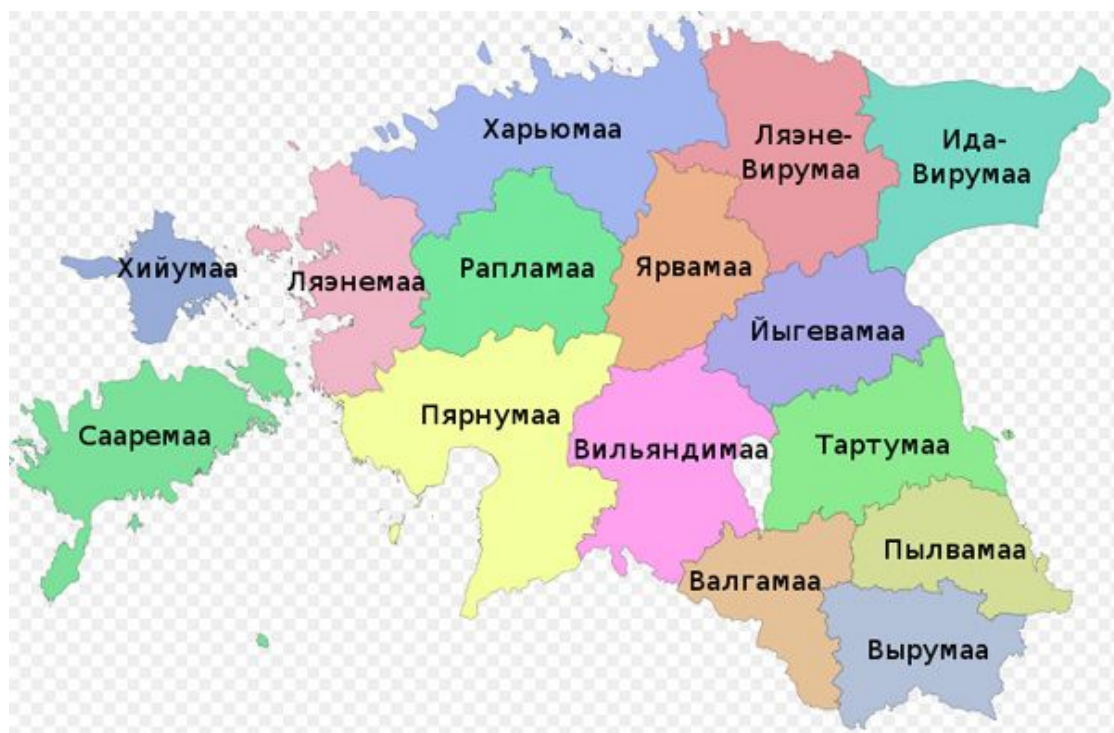 Харьюмаа
Ляэне-
Вирумаа
Ида-
Вирумаа
Хийумаа
Ляэнемаа
Рапламаа
Ярвамаа
Йыгевамаа
Сааремаа
Пярнумаа
Вильяндимаа
Тартумаа
Валгамаа
Пылвамаа
Вырумаа